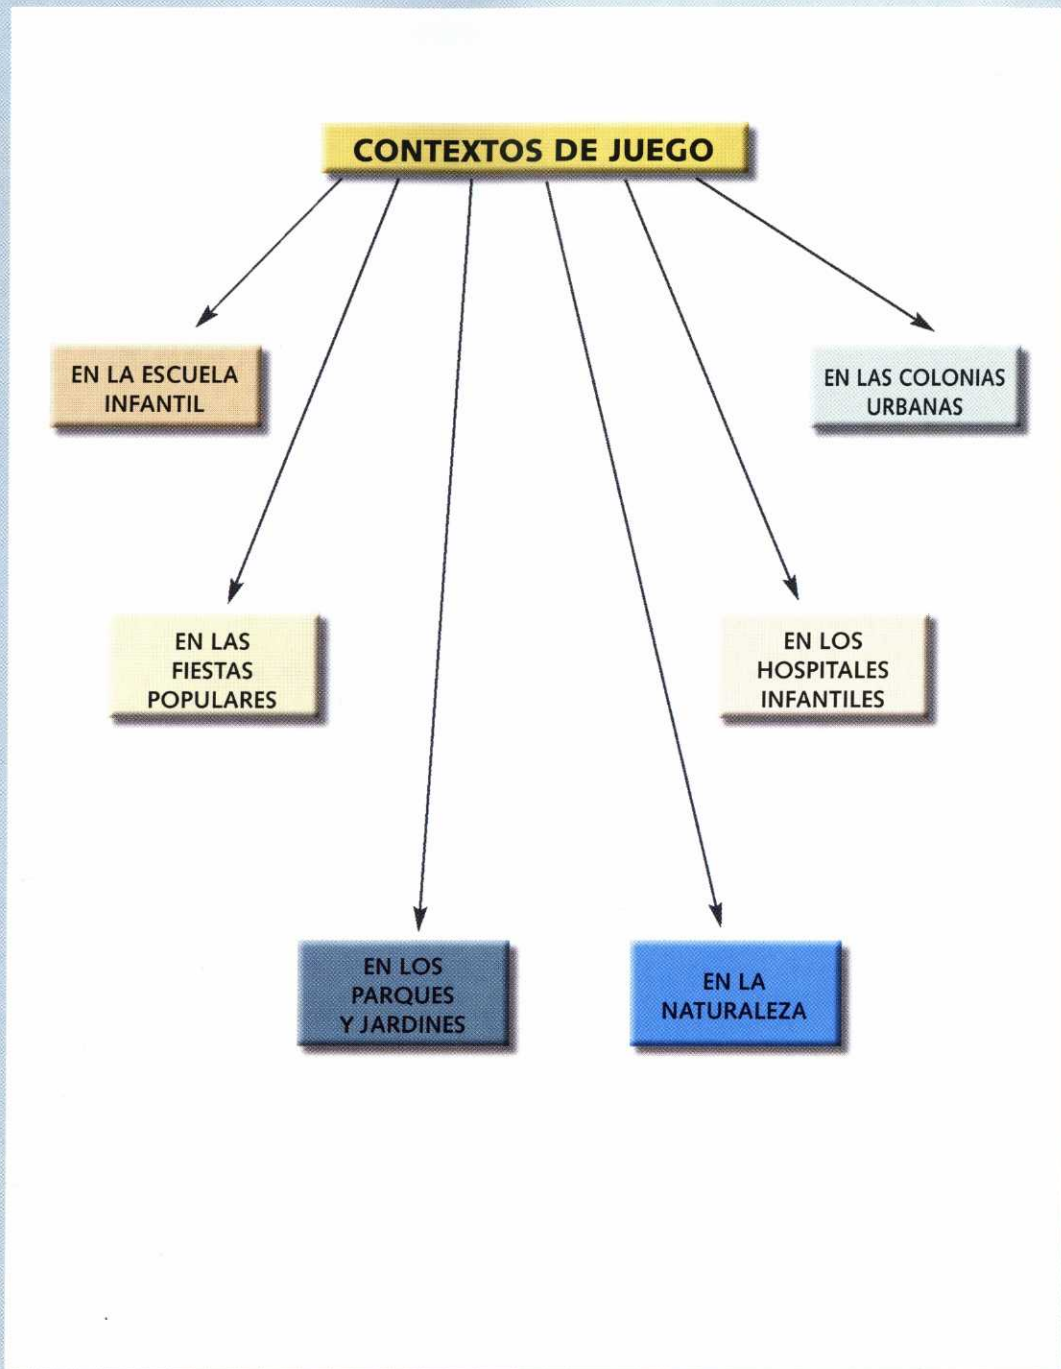 CONTEXTOS DE JUEGO
EN LA ESCUELA
INFANTIL
EN LAS COLONIAS
URBANAS
EN LAS
FIESTAS
POPULARES
EN LOS
HOSPITALES
INFANTILES
EN LOS
PARQUES
Y JARDINES
EN LA
NATURALEZA